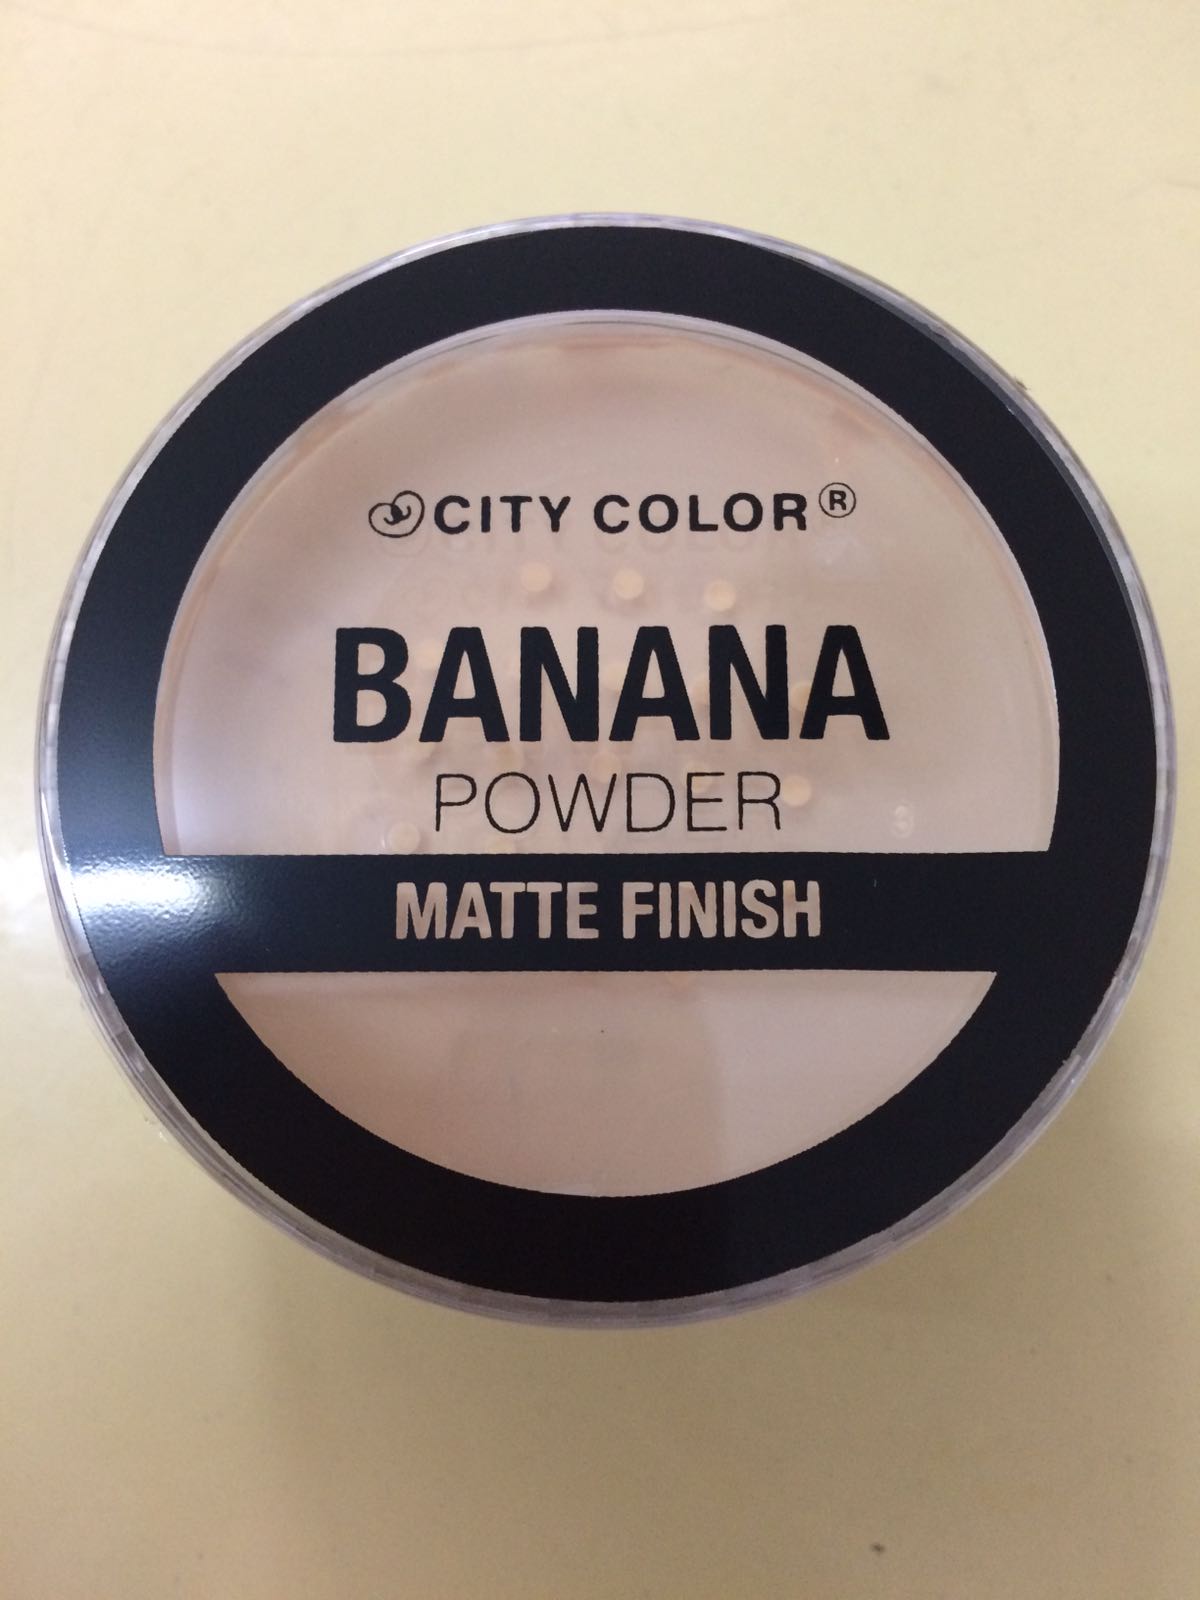 CITY COLOR®
BANANA
POWDER
MATTE FINISH